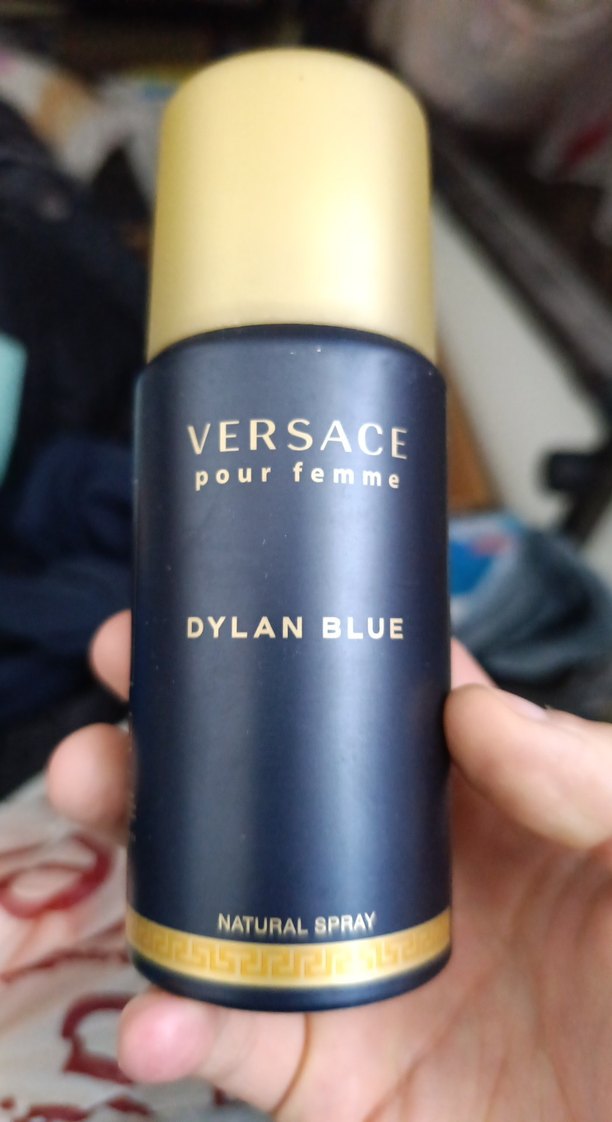 VERSACE
pour femme
DYLAN BLUE
NATURAL SPRAY